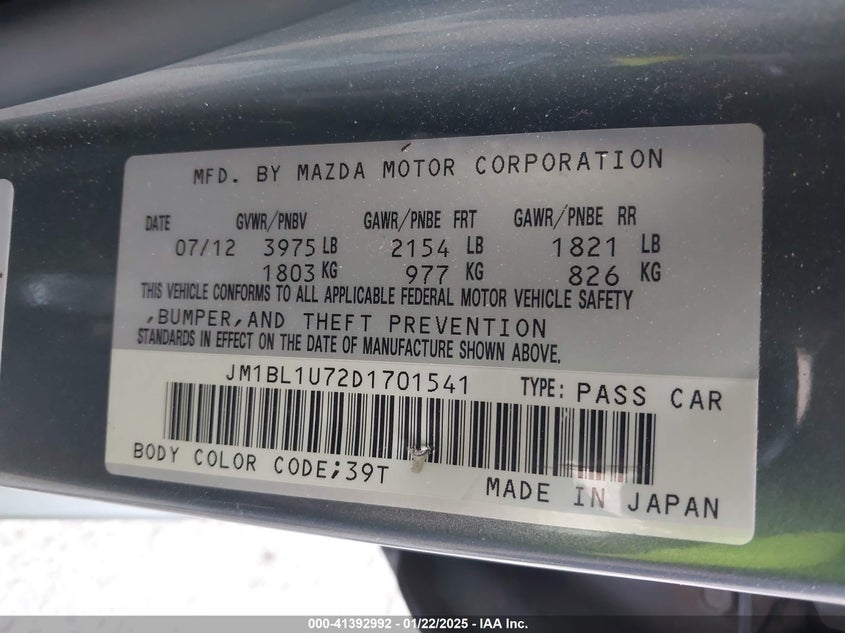 MFD. BY MAZDA MOTOR CORPORATION
DATE GVWR/PNBV GAWR/PNBE FRT GAWR/PNBE RR
07/12 3975 LB 2154 LB 1821 LB
1803 KG 977 KG 826 KG
THIS VEHICLE CONFORMS TO ALL APPLICABLE FEDERAL MOTOR VEHICLE SAFETY
,BUMPER,AND THEFT PREVENTION
STANDARDS IN EFFECT ON THE DATE OF MANUFACTURE SHOWN ABOVE.
JM1BL1U72D1701541 TYPE: PASS CAR
BODY COLOR CODE;39T
MADE IN JAPAN
000-41392992 - 01/22/2025 - IAA Inc.